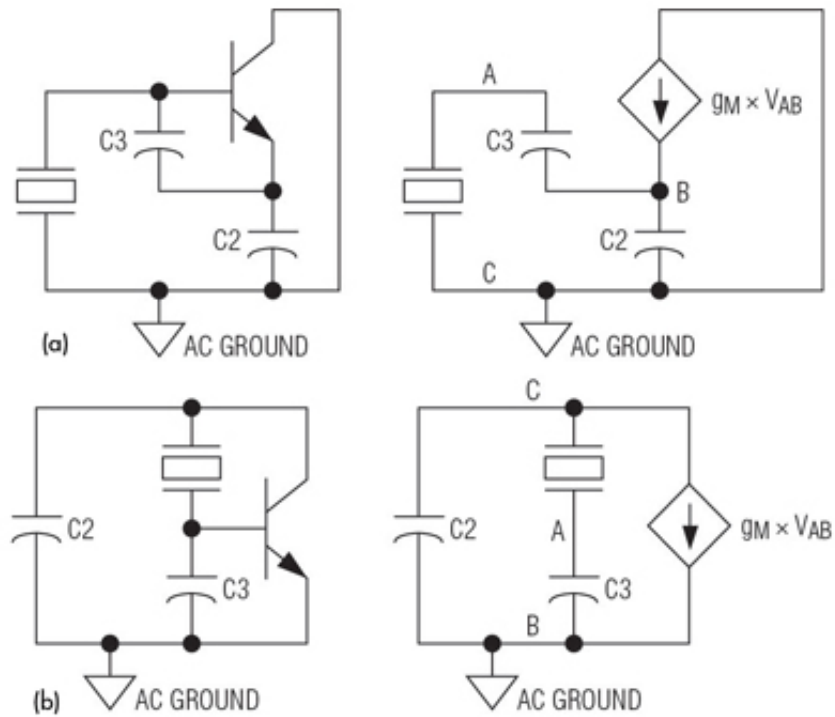 A
C3
gM × VAB
C3
B
C2
C2
C
(a)
AC GROUND
AC GROUND
C
C2
C2
A
gM × VAB
C3
C3
B
(b)
AC GROUND
AC GROUND